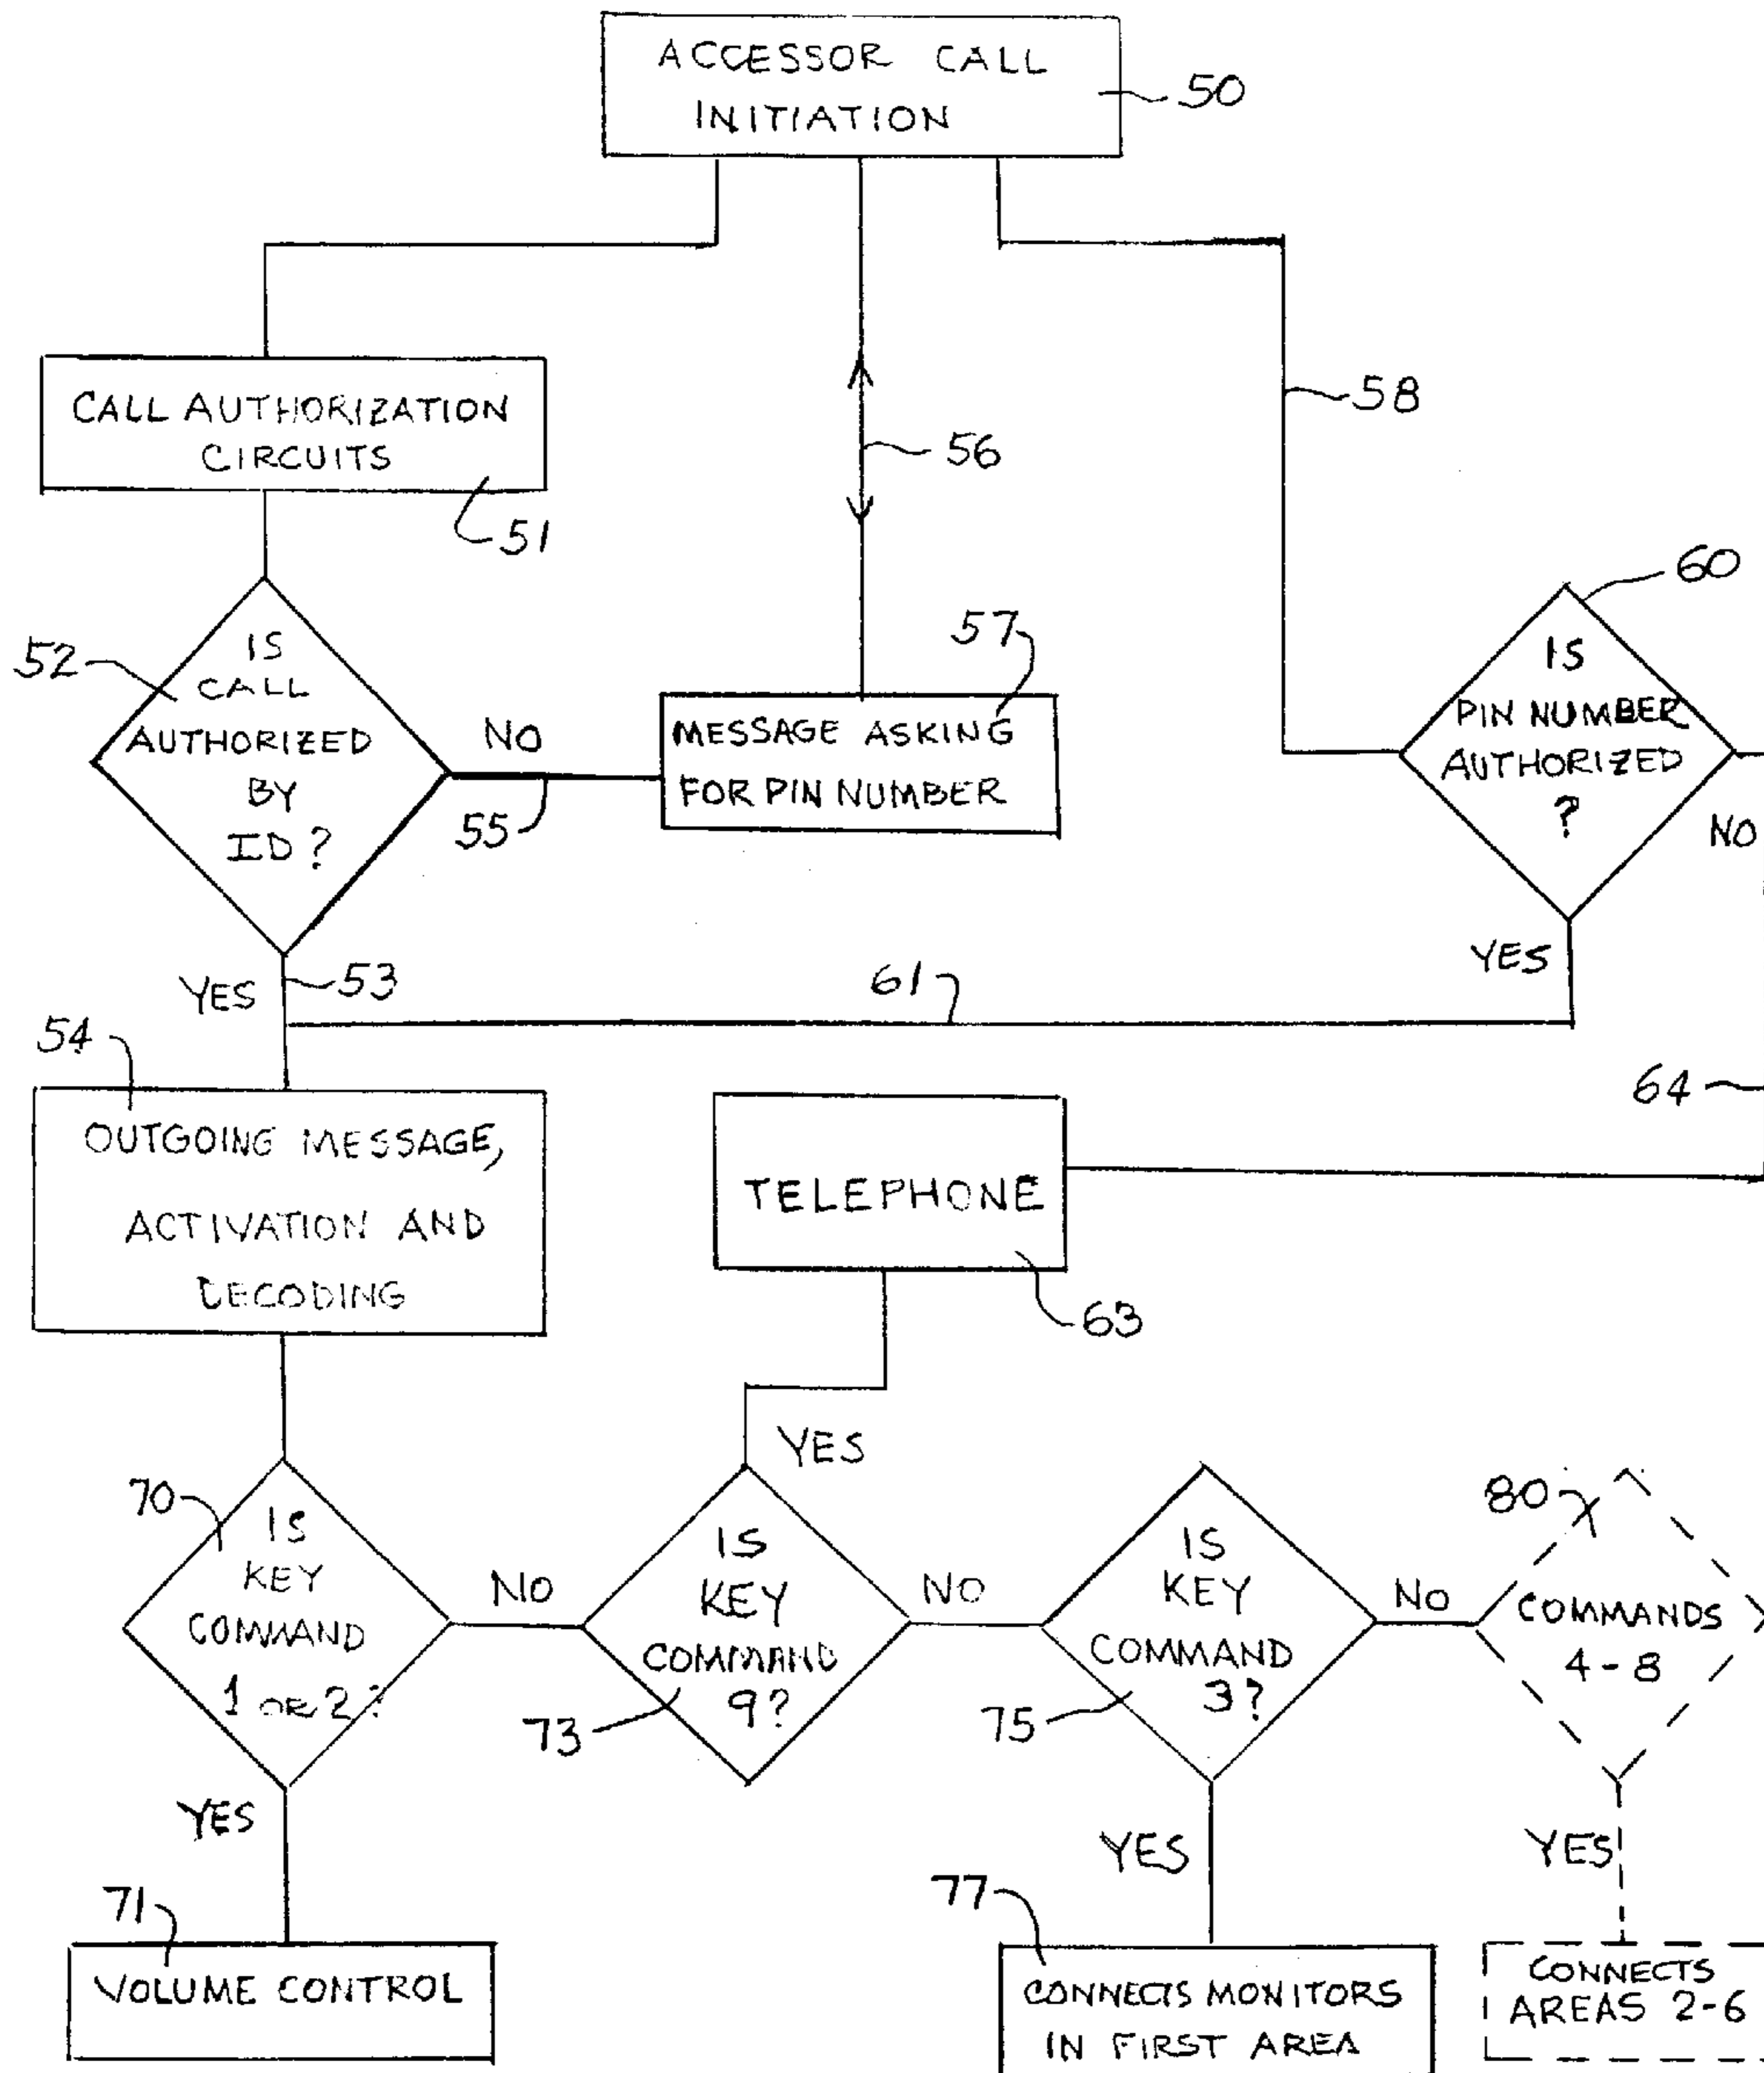 ACCESSOR CALL
INITIATION
50
CALL AUTHORIZATION
CIRCUITS
51
56
58
52
IS
CALL
AUTHORIZED
BY
ID?
NO
55
57
MESSAGE ASKING
FOR PIN NUMBER
60
IS
PIN NUMBER
AUTHORIZED
?
NO
YES
53
61
YES
54
OUTGOING MESSAGE,
ACTIVATION AND
DECODING
TELEPHONE
63
64
YES
70
IS
KEY
COMMAND
1 OR 2?
NO
IS
KEY
COMMAND
9?
73
NO
IS
KEY
COMMAND
3?
75
NO
80
COMMANDS
4-8
YES
71
VOLUME CONTROL
YES
77
CONNECTS MONITORS
IN FIRST AREA
YES
CONNECTS
AREAS 2-6